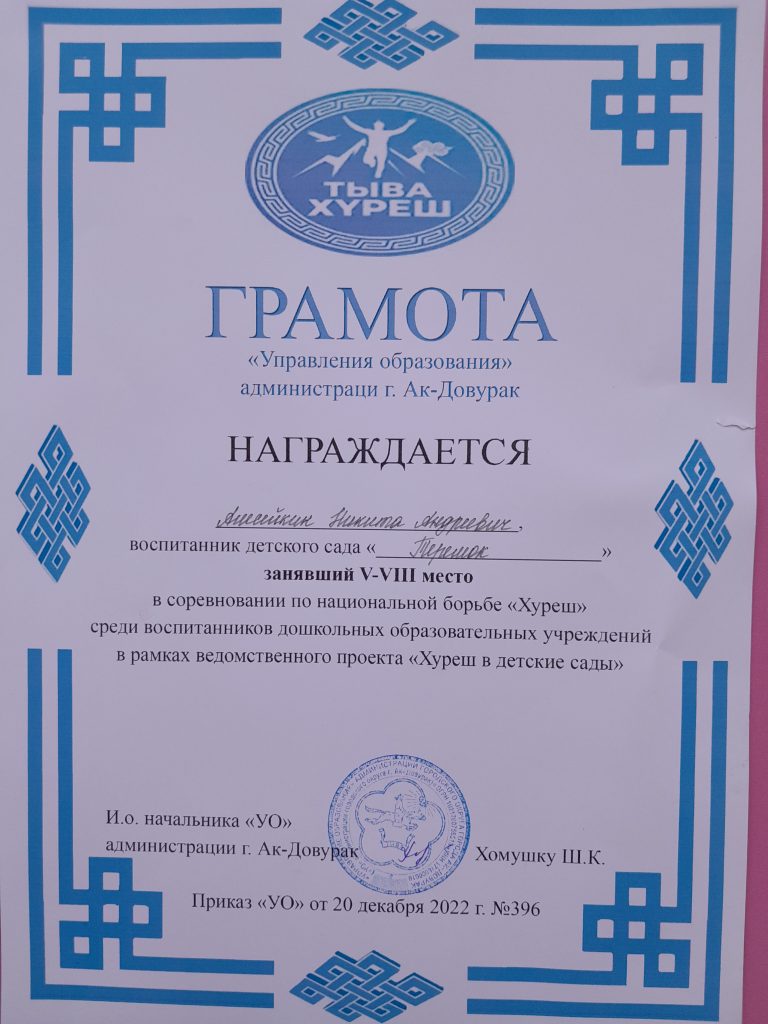 ТЫВА
ХҮРЕШ
ГРАМОТА
«Управления образования»
администраци г. Ак-Довурак
НАГРАЖДАЕТСЯ
Никита Андреевич,
воспитанник детского сада «Теремок»
занявший V-VIII место
в соревновании по национальной борьбе «Хуреш»
среди воспитанников дошкольных образовательных учреждений
в рамках ведомственного проекта «Хуреш в детские сады»
И.о. начальника «УО»
администрации г. Ак-Довурак
Хомушку Ш.К.
Приказ «УО» от 20 декабря 2022 г. №396